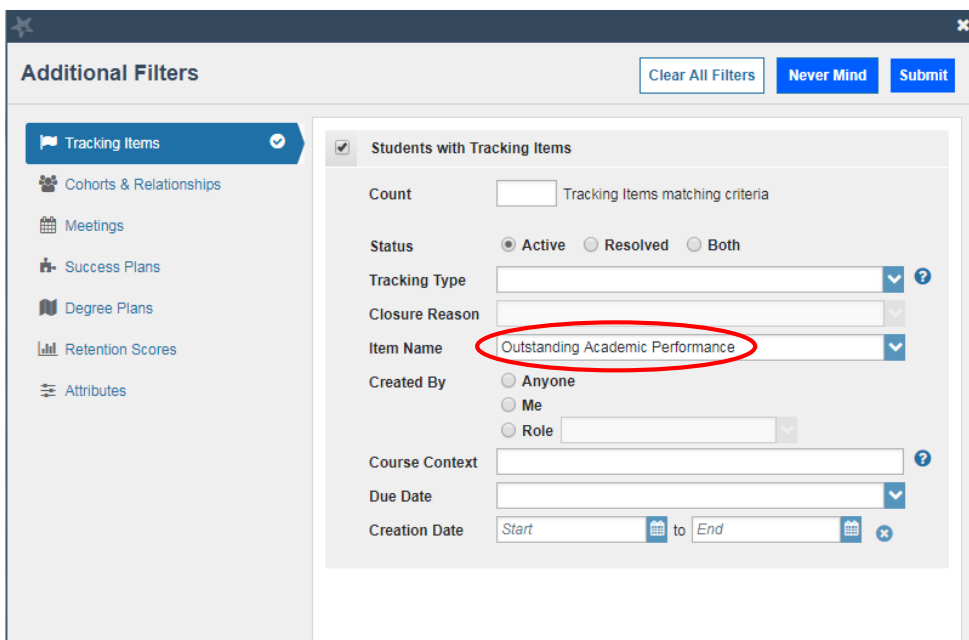 Additional Filters
Clear All Filters
Never Mind
Submit
Tracking Items
Cohorts & Relationships
Meetings
Success Plans
Degree Plans
Retention Scores
Attributes
Students with Tracking Items
Count Tracking Items matching criteria
Status Active Resolved Both
Tracking Type
Closure Reason
Item Name Outstanding Academic Performance
Created By Anyone
Me
Role
Course Context
Due Date
Creation Date Start to End